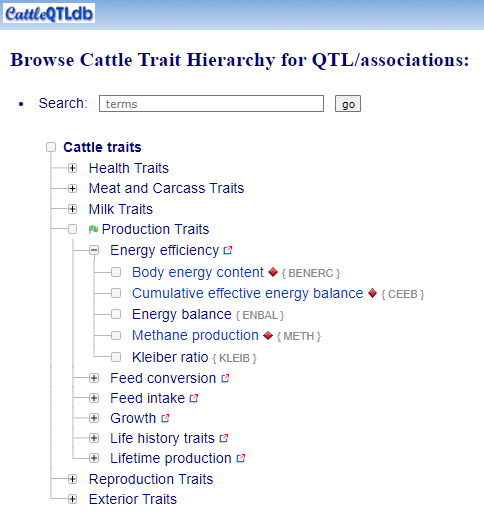 CattleQTLdb
Browse Cattle Trait Hierarchy for QTL/associations:
Search: terms go
Cattle traits
Health Traits
Meat and Carcass Traits
Milk Traits
Production Traits
Energy efficiency
Body energy content { BENERC }
Cumulative effective energy balance { CEEB }
Energy balance { ENBAL }
Methane production { METH }
Kleiber ratio { KLEIB }
Feed conversion
Feed intake
Growth
Life history traits
Lifetime production
Reproduction Traits
Exterior Traits